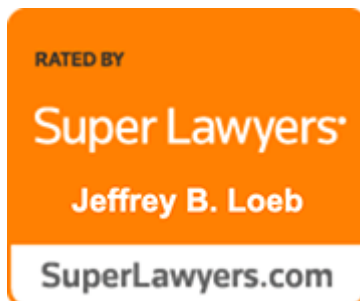 RATED BY
Super Lawyers
Jeffrey B. Loeb
SuperLawyers.com